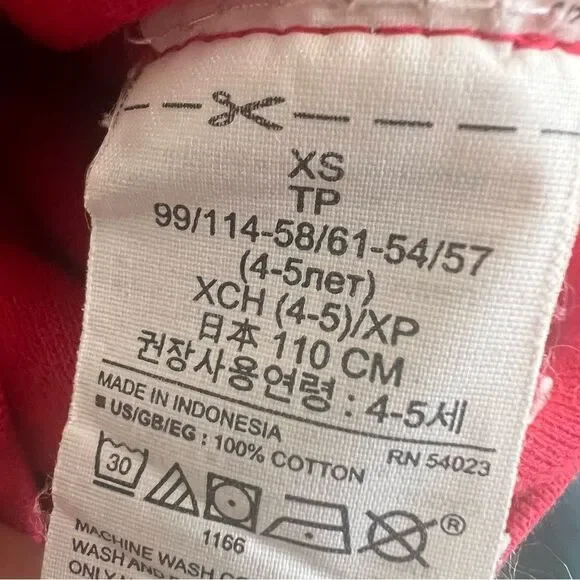 XS
TP
99/114-58/61-54/57
(4-5лет)
XCH (4-5)/XP
日本 110 CM
권장사용연령 : 4-5세
MADE IN INDONESIA
RN 54023
US/GB/EG : 100% COTTON
30
®
1166
MACHINE WASH
WASH AND
ONLY